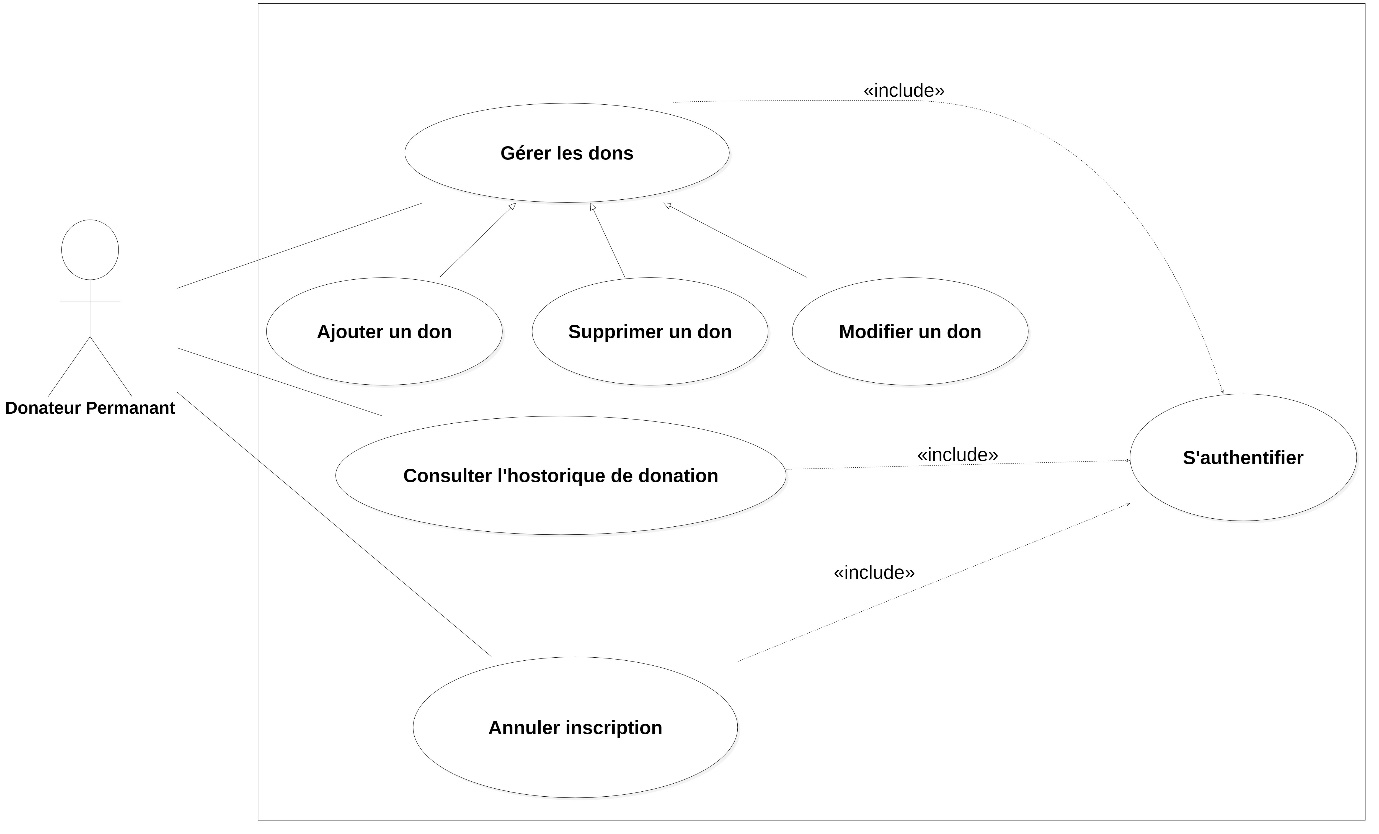 «include»
Gérer les dons
Ajouter un don
Supprimer un don
Modifier un don
Donateur Permanant
«include»
S'authentifier
Consulter l'hostorique de donation
«include»
Annuler inscription